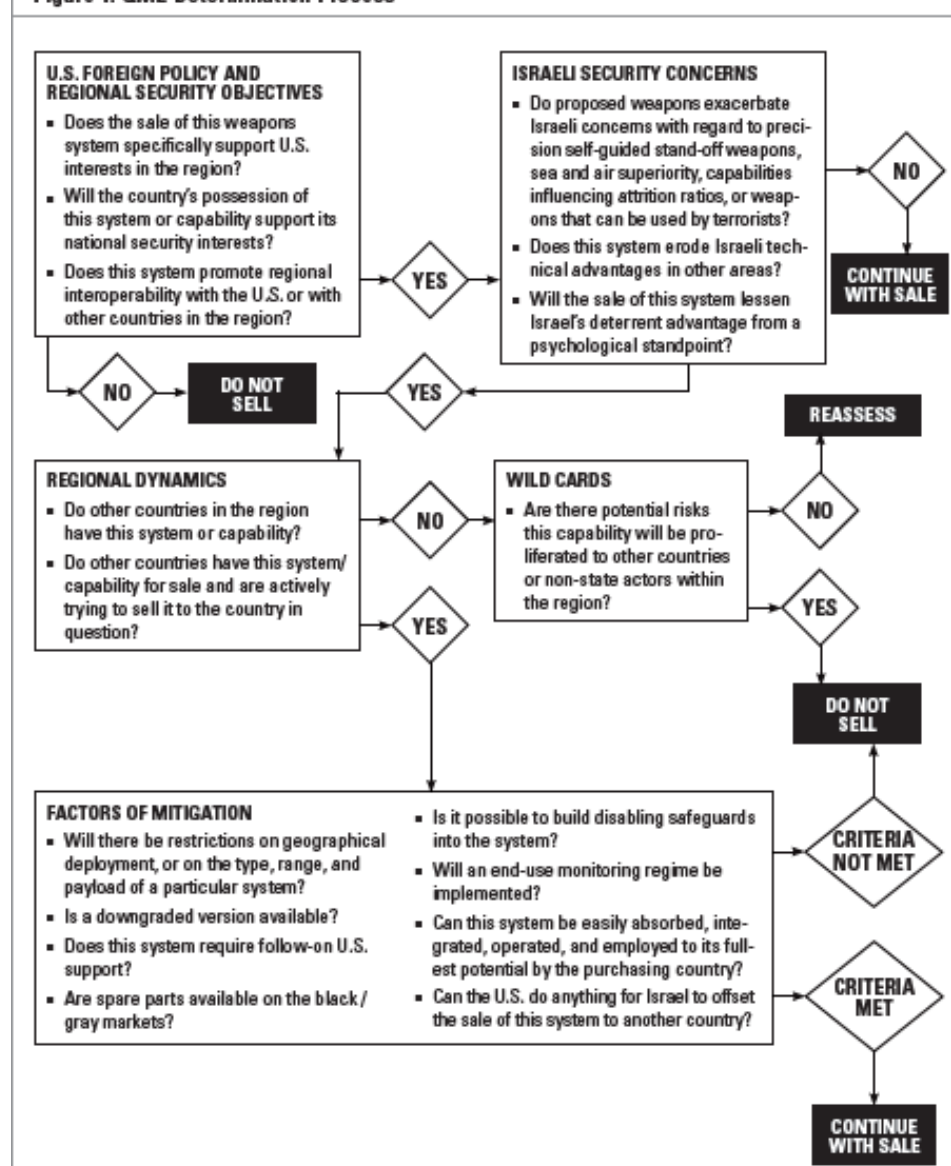 Figure 1. QME Determination Process
U.S. FOREIGN POLICY AND
REGIONAL SECURITY OBJECTIVES
▪ Does the sale of this weapons
system specifically support U.S.
interests in the region?
▪ Will the country's possession of
this system or capability support its
national security interests?
▪ Does this system promote regional
interoperability with the U.S. or with
other countries in the region?
YES
ISRAELI SECURITY CONCERNS
▪ Do proposed weapons exacerbate
Israeli concerns with regard to preci-
sion self-guided stand-off weapons,
sea and air superiority, capabilities
influencing attrition ratios, or weap-
ons that can be used by terrorists?
▪ Does this system erode Israeli tech-
nical advantages in other areas?
▪ Will the sale of this system lessen
Israel's deterrent advantage from a
psychological standpoint?
NO
CONTINUE
WITH SALE
NO
DO NOT
SELL
YES
REGIONAL DYNAMICS
▪ Do other countries in the region
have this system or capability?
▪ Do other countries have this system/
capability for sale and are actively
trying to sell it to the country in
question?
NO
YES
WILD CARDS
▪ Are there potential risks
this capability will be pro-
liferated to other countries
or non-state actors within
the region?
REASSESS
NO
YES
DO NOT
SELL
FACTORS OF MITIGATION
▪ Will there be restrictions on geographical
deployment, or on the type, range, and
payload of a particular system?
▪ Is a downgraded version available?
▪ Does this system require follow-on U.S.
support?
▪ Are spare parts available on the black/
gray markets?
▪ Is it possible to build disabling safeguards
into the system?
▪ Will an end-use monitoring regime be
implemented?
▪ Can this system be easily absorbed, inte-
grated, operated, and employed to its full-
est potential by the purchasing country?
▪ Can the U.S. do anything for Israel to offset
the sale of this system to another country?
CRITERIA
NOT MET
CRITERIA
MET
CONTINUE
WITH SALE